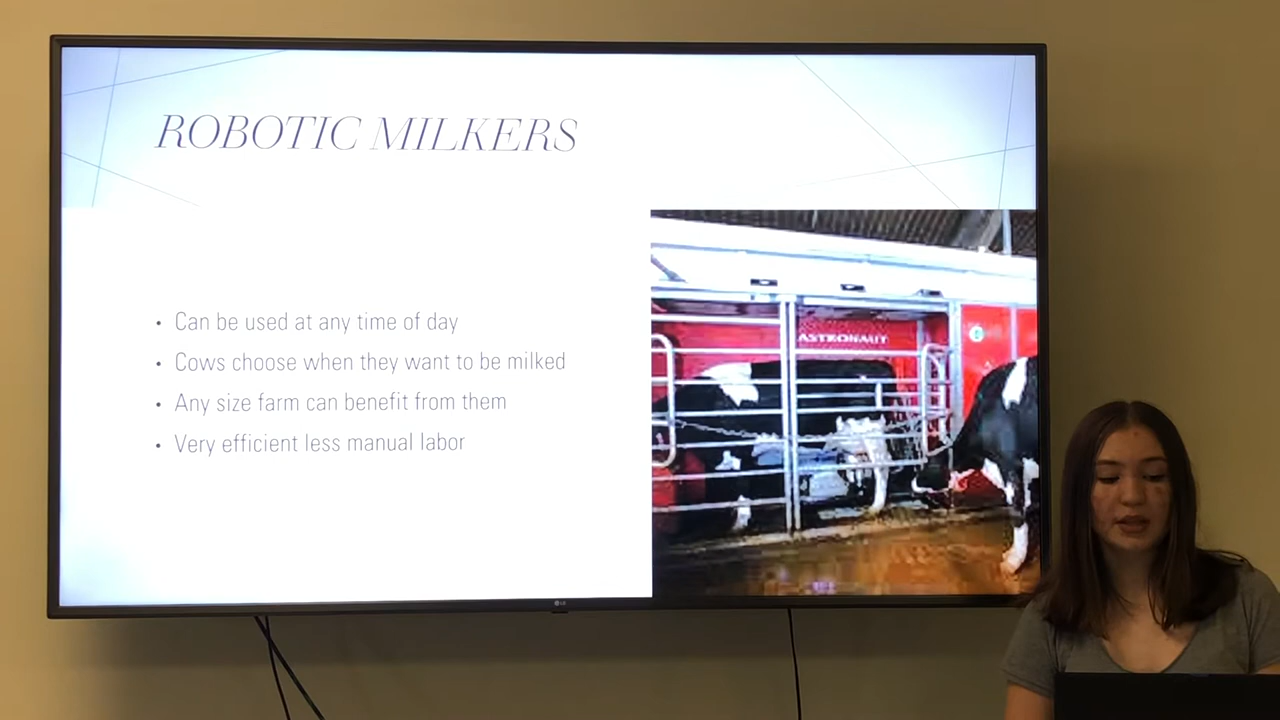 ROBOTIC MILKERS
• Can be used at any time of day
• Cows choose when they want to be milked
• Any size farm can benefit from them
• Very efficient less manual labor
ASTRONAUT
LG